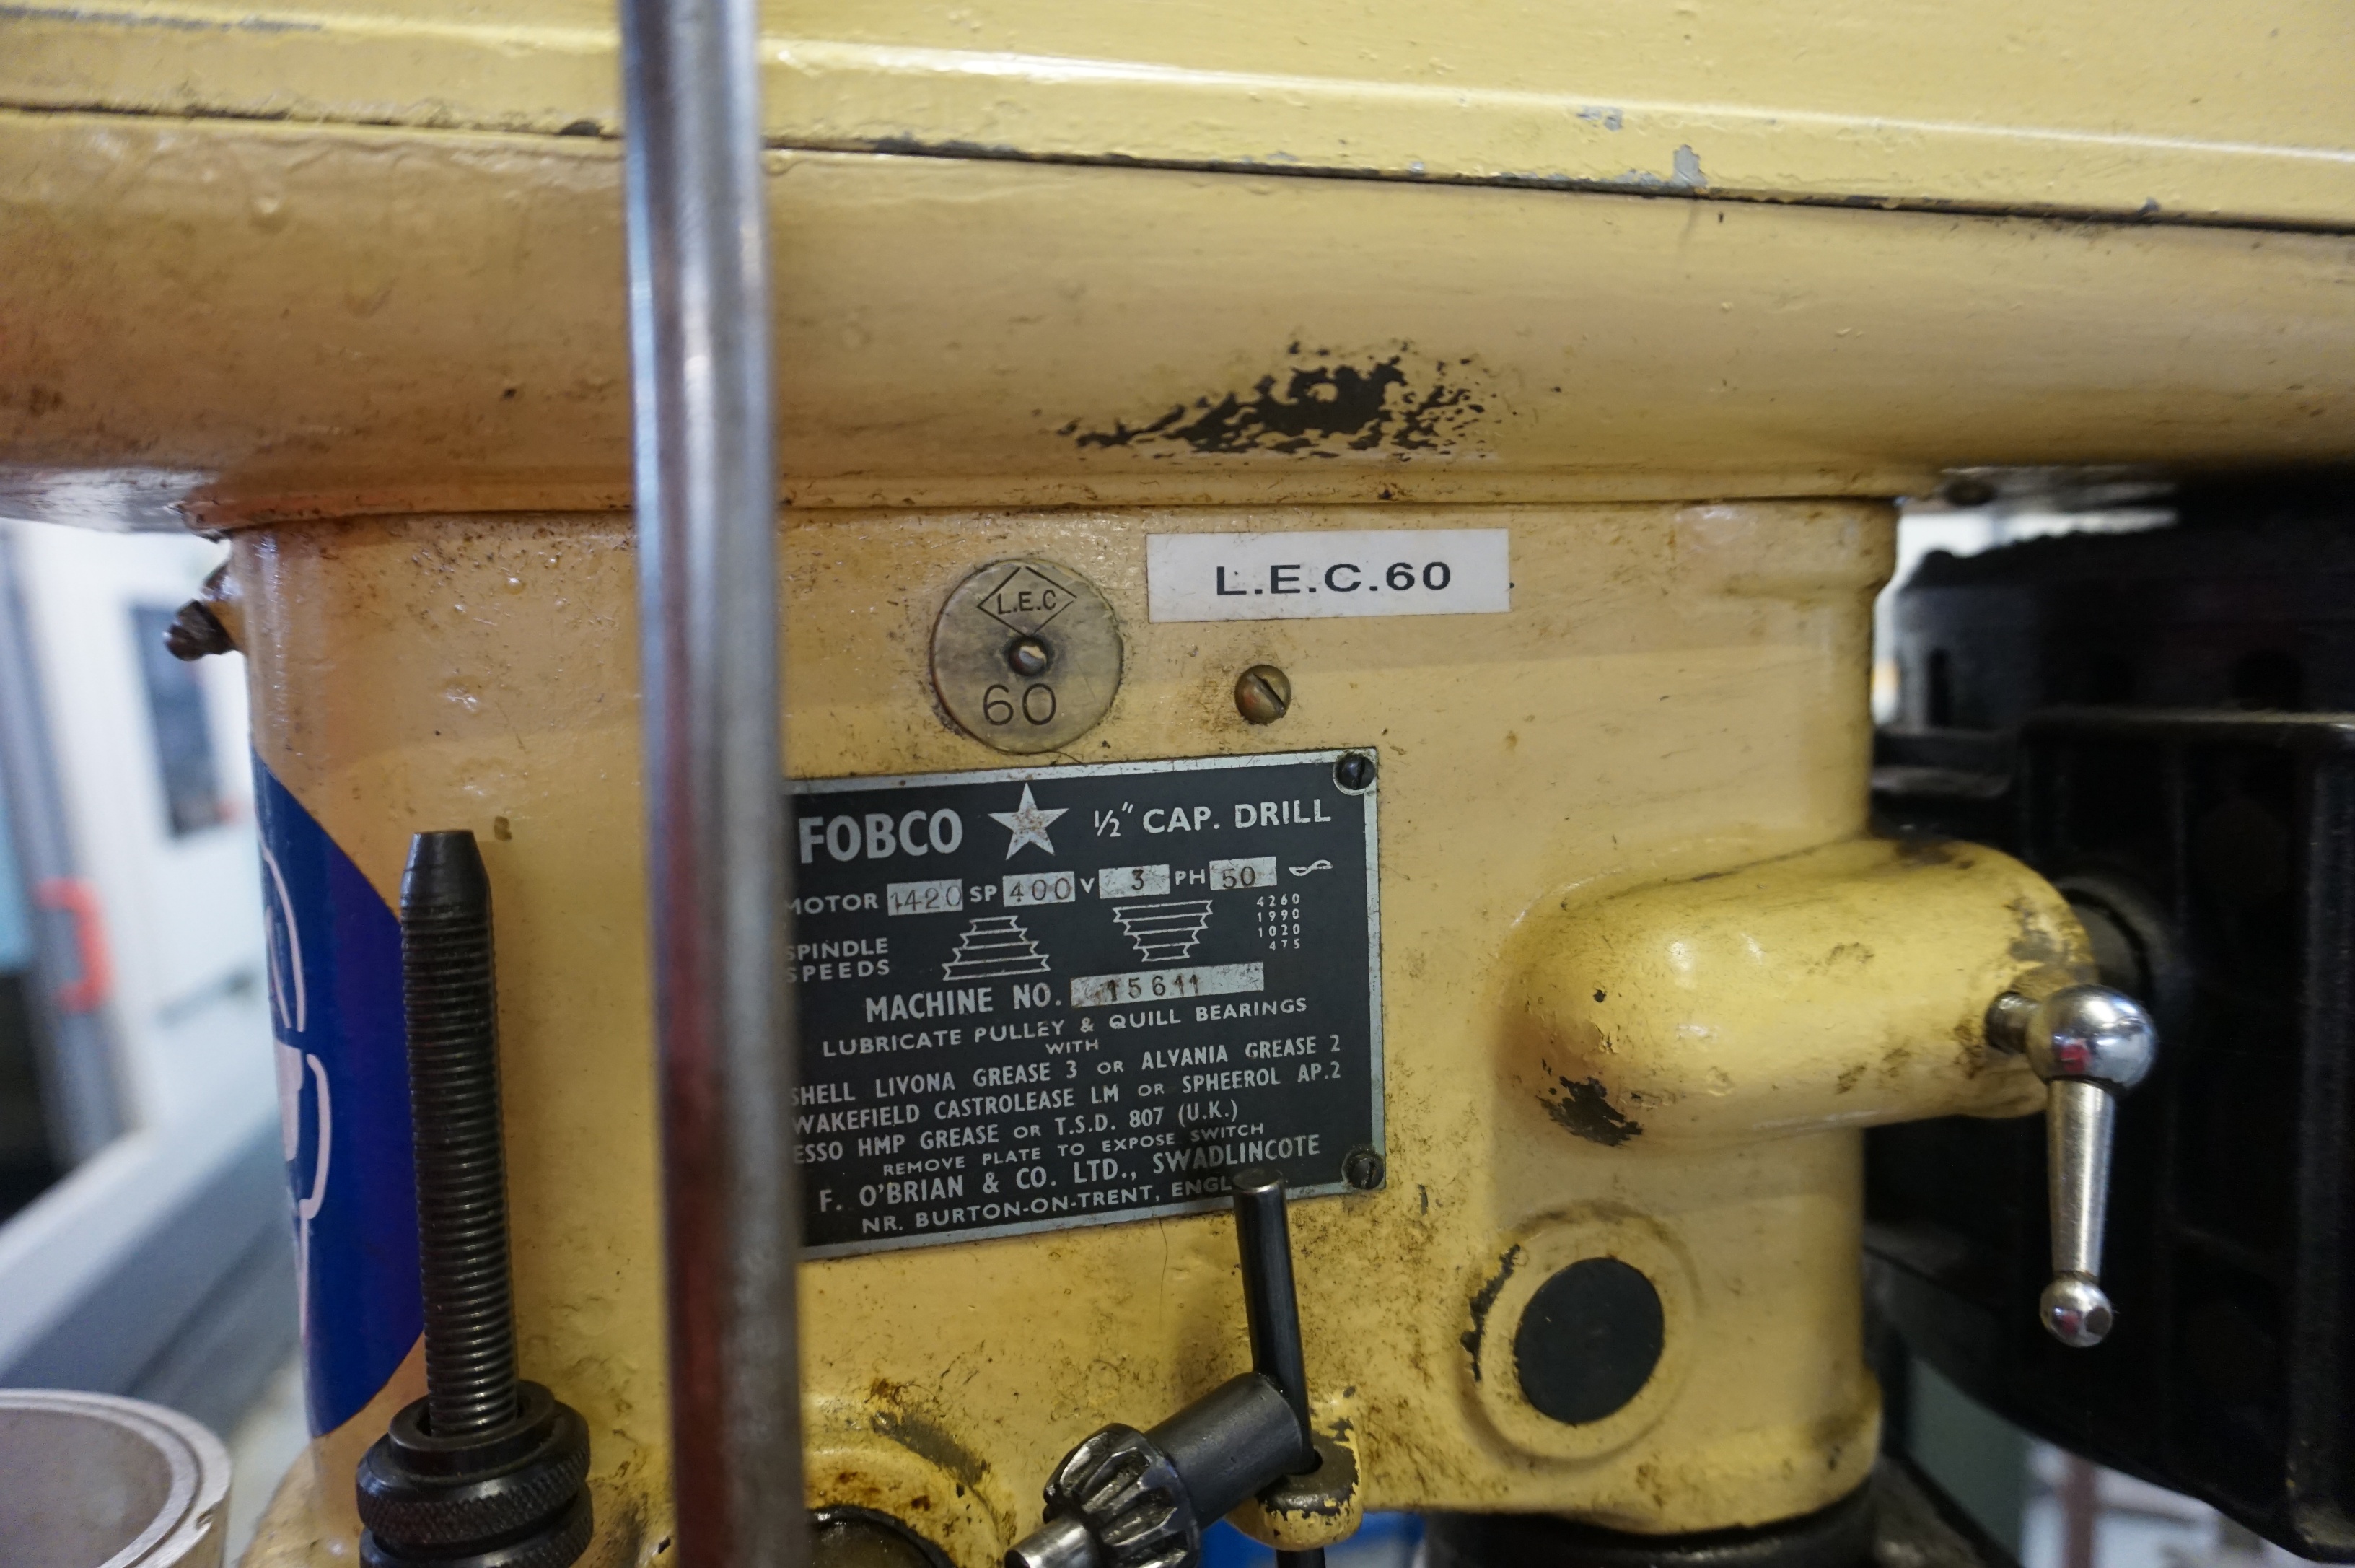 L.E.C.60
L.E.C
60
FOBCO ★ 1/2" CAP. DRILL
MOTOR 1420 SP 400 V 3 PH 50
4260
1990
1020
475
SPINDLE
SPEEDS
MACHINE NO. 15611
LUBRICATE PULLEY & QUILL BEARINGS
WITH
SHELL LIVONA GREASE 3 OR ALVANIA GREASE 2
WAKEFIELD CASTROLEASE LM OR SPHEEROL AP.2
ESSO HMP GREASE OR T.S.D. 807 (U.K.)
REMOVE PLATE TO EXPOSE SWITCH
F. O'BRIAN & CO. LTD., SWADLINCOTE
NR. BURTON-ON-TRENT, ENGL